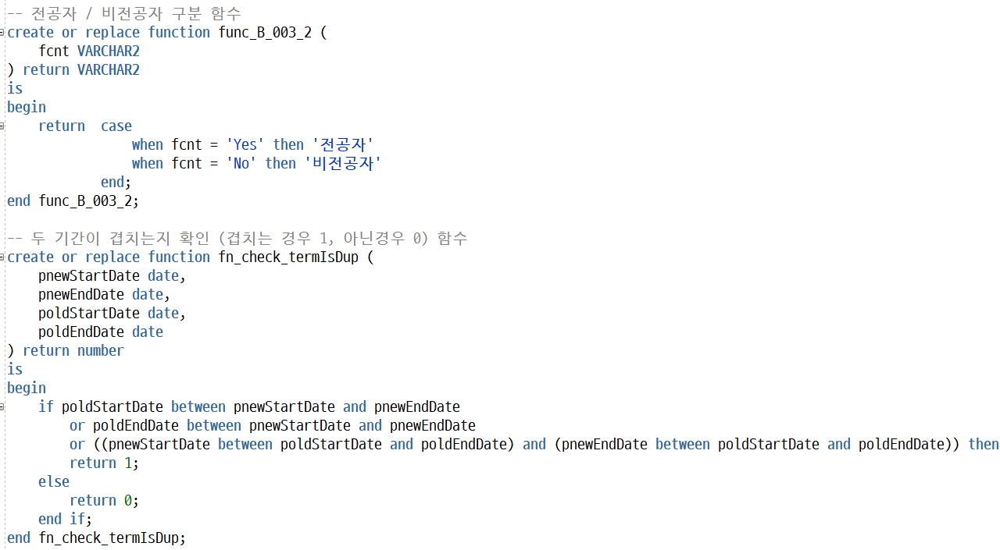 -- 전공자 / 비전공자 구분 함수
create or replace function func_B_003_2 (
    fcnt VARCHAR2
) return VARCHAR2
is
begin
    return  case
                when fcnt = 'Yes' then '전공자'
                when fcnt = 'No' then '비전공자'
            end;
end func_B_003_2;

-- 두 기간이 겹치는지 확인 (겹치는 경우 1, 아닌경우 0) 함수
create or replace function fn_check_termIsDup (
    pnewStartDate date,
    pnewEndDate date,
    poldStartDate date,
    poldEndDate date
) return number
is
begin
    if poldStartDate between pnewStartDate and pnewEndDate
        or poldEndDate between pnewStartDate and pnewEndDate
        or ((pnewStartDate between poldStartDate and poldEndDate) and (pnewEndDate between poldStartDate and poldEndDate)) then
        return 1;
    else
        return 0;
    end if;
end fn_check_termIsDup;